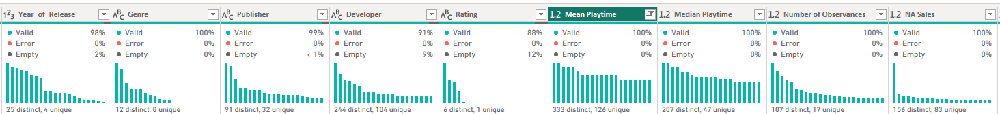 1²3 Year_of_Release
Valid 98%
Error 0%
Empty 2%
25 distinct, 4 unique
ABC Genre
Valid 100%
Error 0%
Empty 0%
12 distinct, 0 unique
ABC Publisher
Valid 99%
Error 0%
Empty < 1%
91 distinct, 32 unique
ABC Developer
Valid 91%
Error 0%
Empty 9%
244 distinct, 104 unique
ABC Rating
Valid 88%
Error 0%
Empty 12%
6 distinct, 1 unique
1.2 Mean Playtime
Valid 100%
Error 0%
Empty 0%
333 distinct, 126 unique
1.2 Median Playtime
Valid 100%
Error 0%
Empty 0%
207 distinct, 47 unique
1.2 Number of Observances
Valid 100%
Error 0%
Empty 0%
107 distinct, 17 unique
1.2 NA Sales
Valid 100%
Error 0%
Empty 0%
156 distinct, 83 unique